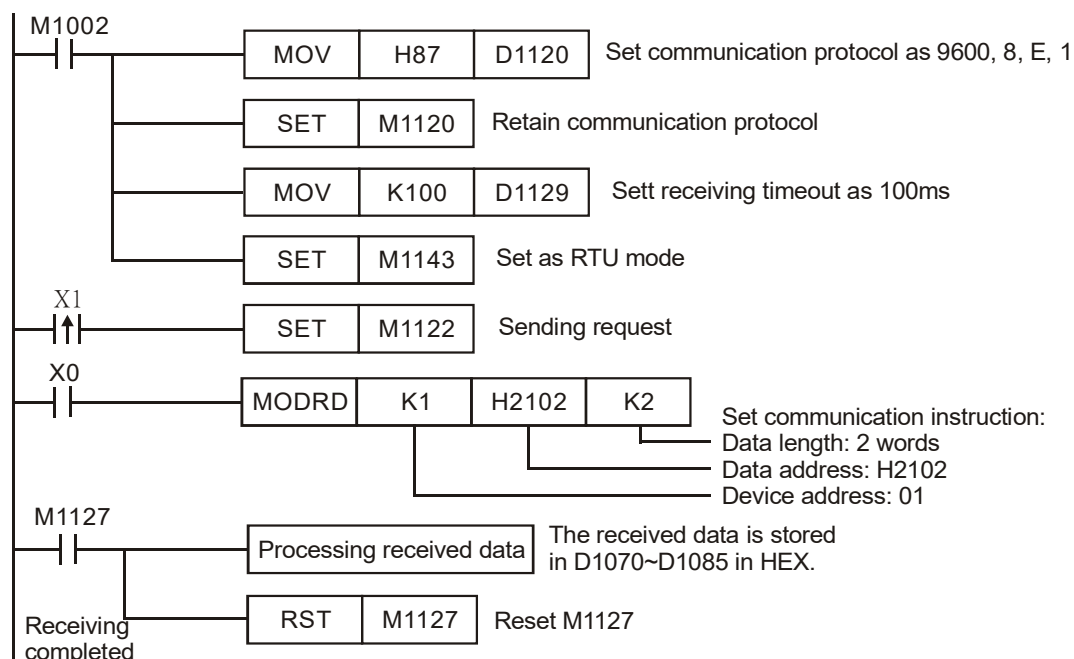 M1002
MOV H87 D1120 Set communication protocol as 9600, 8, E, 1
SET M1120 Retain communication protocol
MOV K100 D1129 Sett receiving timeout as 100ms
SET M1143 Set as RTU mode
X1
SET M1122 Sending request
X0
MODRD K1 H2102 K2
Set communication instruction:
Data length: 2 words
Data address: H2102
Device address: 01
M1127
Processing received data
The received data is stored
in D1070~D1085 in HEX.
RST M1127 Reset M1127
Receiving
completed